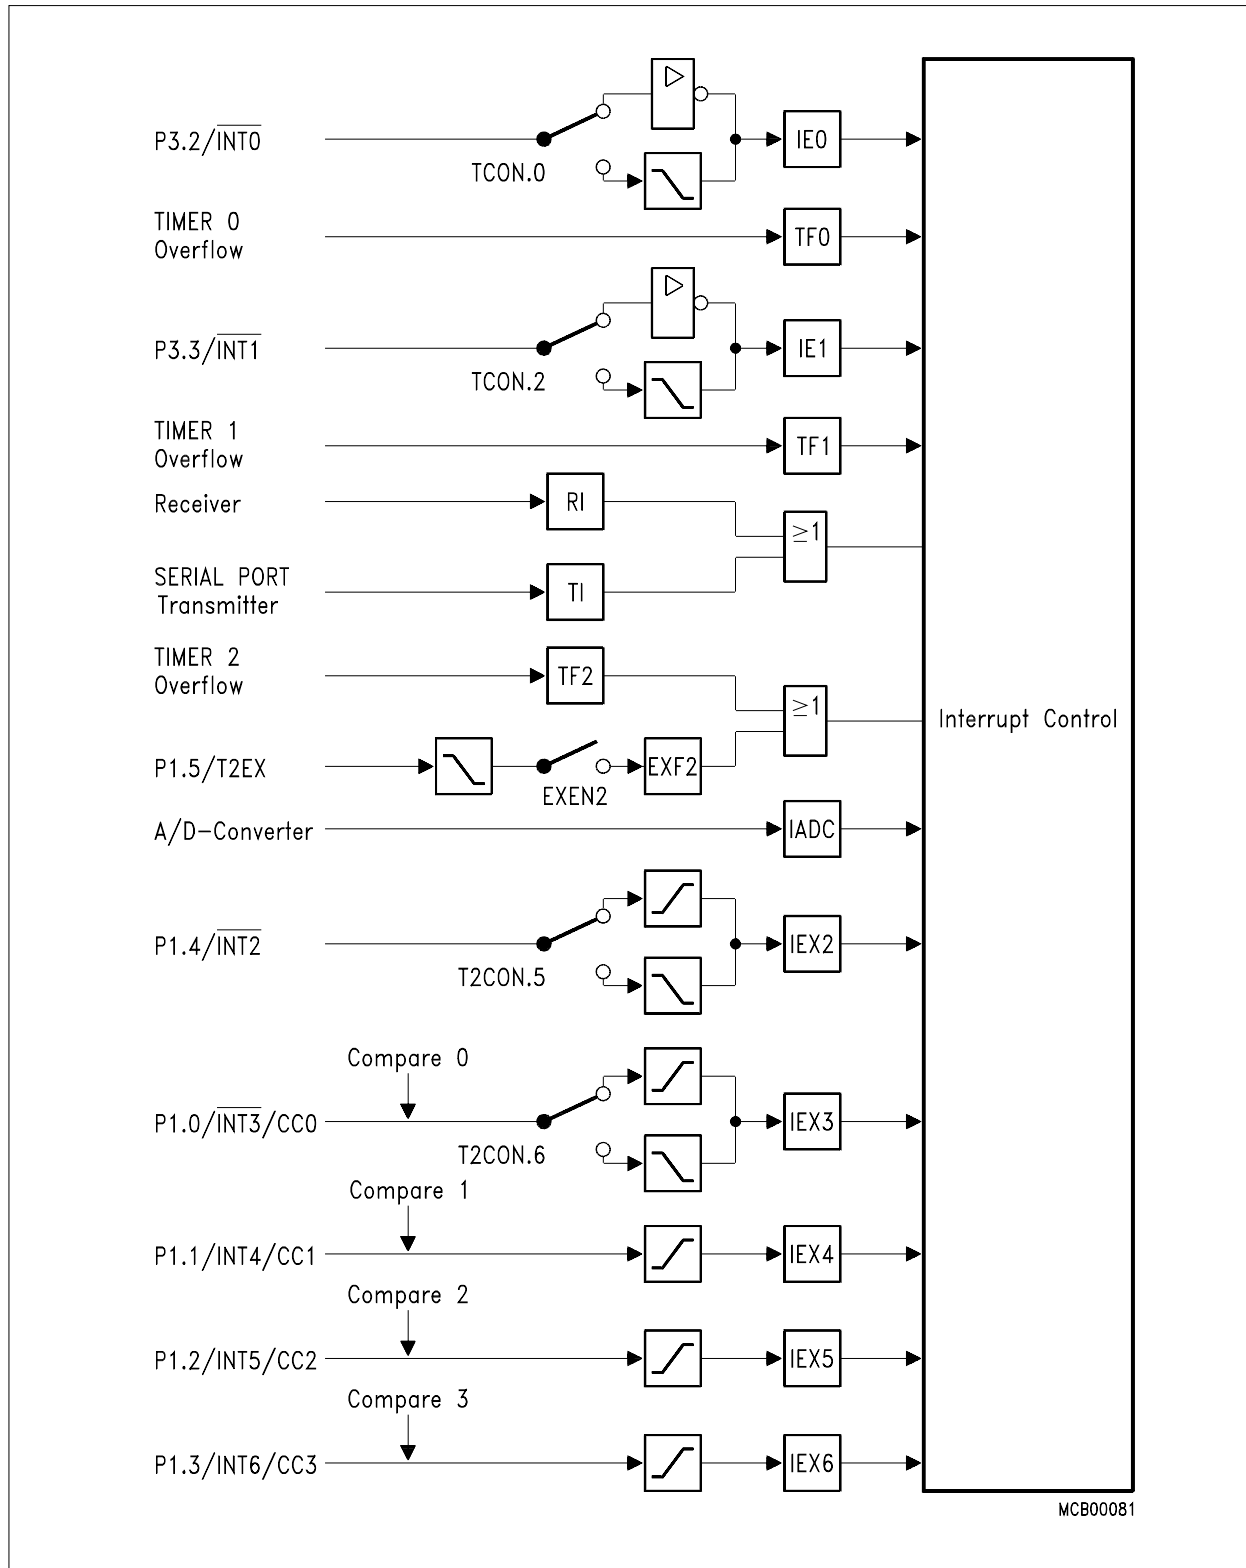 P3.2/INT0
TCON.0
IE0
TIMER 0
Overflow
TF0
P3.3/INT1
TCON.2
IE1
TIMER 1
Overflow
TF1
Receiver
RI
≥1
SERIAL PORT
Transmitter
TI
TIMER 2
Overflow
TF2
≥1
Interrupt Control
P1.5/T2EX
EXEN2
EXF2
A/D-Converter
IADC
P1.4/INT2
T2CON.5
IEX2
Compare 0
P1.0/INT3/CC0
T2CON.6
IEX3
Compare 1
P1.1/INT4/CC1
IEX4
Compare 2
P1.2/INT5/CC2
IEX5
Compare 3
P1.3/INT6/CC3
IEX6
MCB00081